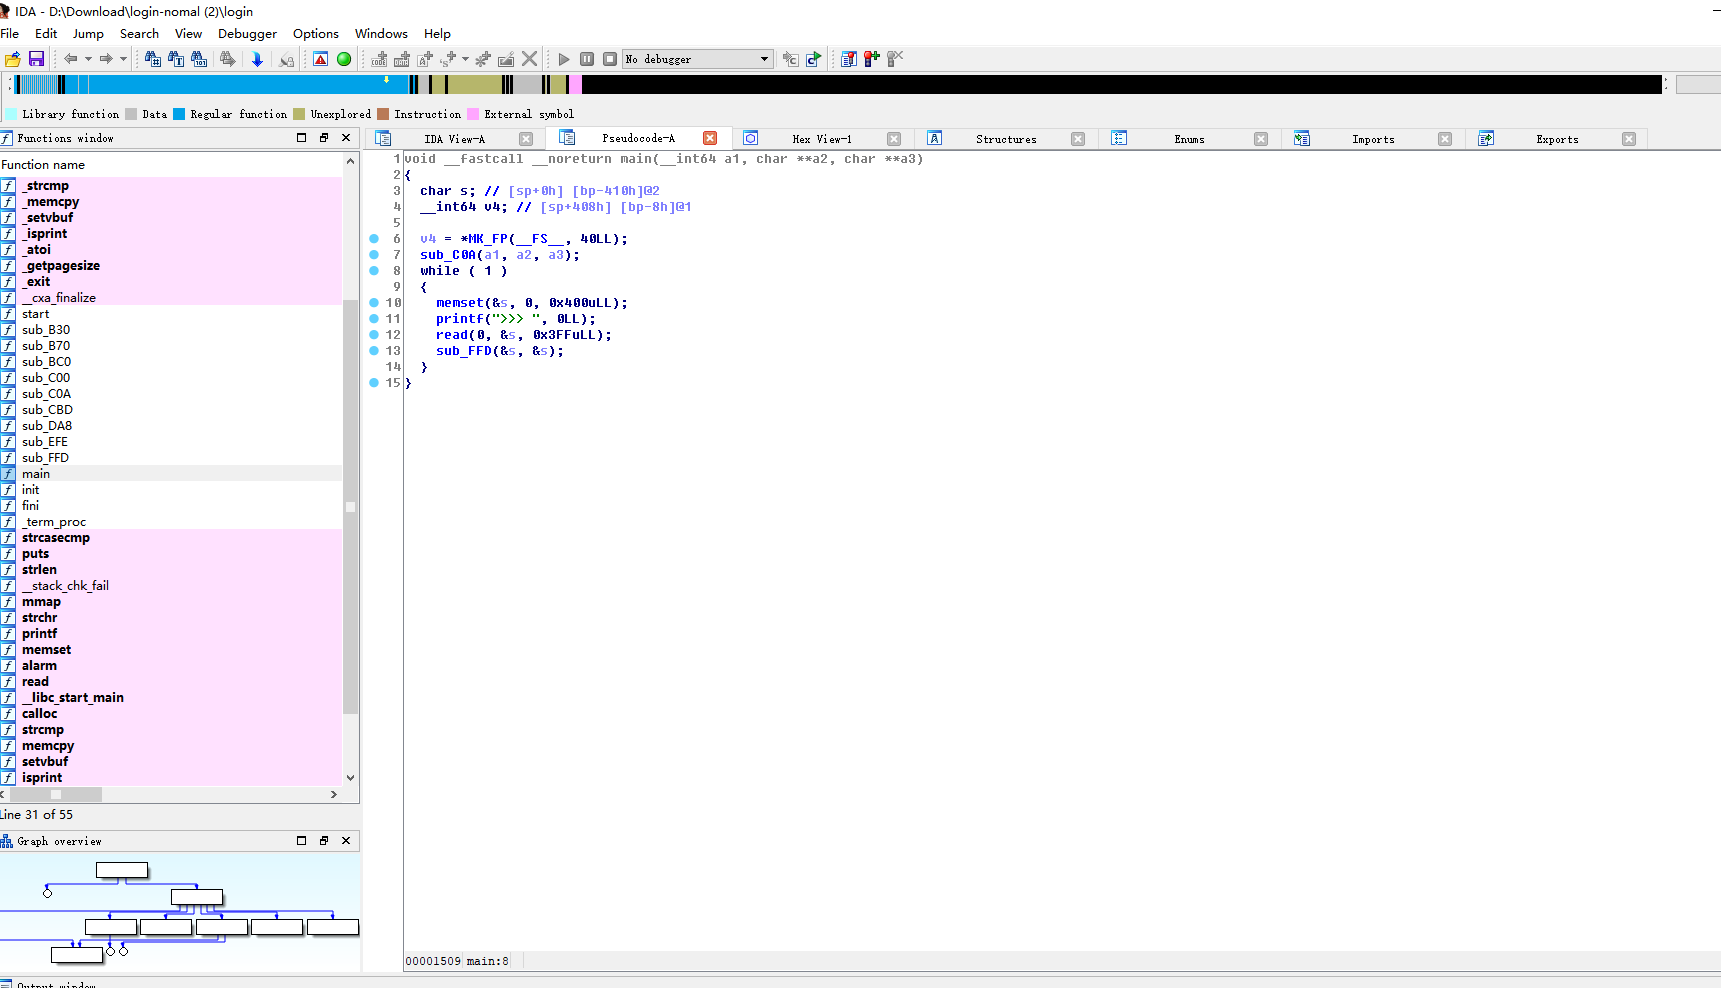 IDA - D:\Download\login-nomal (2)\login
File Edit Jump Search View Debugger Options Windows Help
No debugger
Library function Data Regular function Unexplored Instruction External symbol
Functions window
IDA View-A Pseudocode-A Hex View-1 Structures Enums Imports Exports
Function name
_strcmp
_memcpy
_setvbuf
_isprint
_atoi
_getpagesize
_exit
__cxa_finalize
start
sub_B30
sub_B70
sub_BC0
sub_C00
sub_C0A
sub_CBD
sub_DA8
sub_EFE
sub_FFD
main
init
fini
_term_proc
strcasecmp
puts
strlen
__stack_chk_fail
mmap
strchr
printf
memset
alarm
read
__libc_start_main
calloc
strcmp
memcpy
setvbuf
isprint
Line 31 of 55
Graph overview
1 void __fastcall __noreturn main(__int64 a1, char **a2, char **a3)
2 {
3 char s; // [sp+0h] [bp-410h]@2
4 __int64 v4; // [sp+408h] [bp-8h]@1
5
6 v4 = *MK_FP(__FS__, 40LL);
7 sub_C0A(a1, a2, a3);
8 while ( 1 )
9 {
10 memset(&s, 0, 0x400uLL);
11 printf(">>> ", 0LL);
12 read(0, &s, 0x3FFuLL);
13 sub_FFD(&s, &s);
14 }
15 }
00001509 main:8
Output window